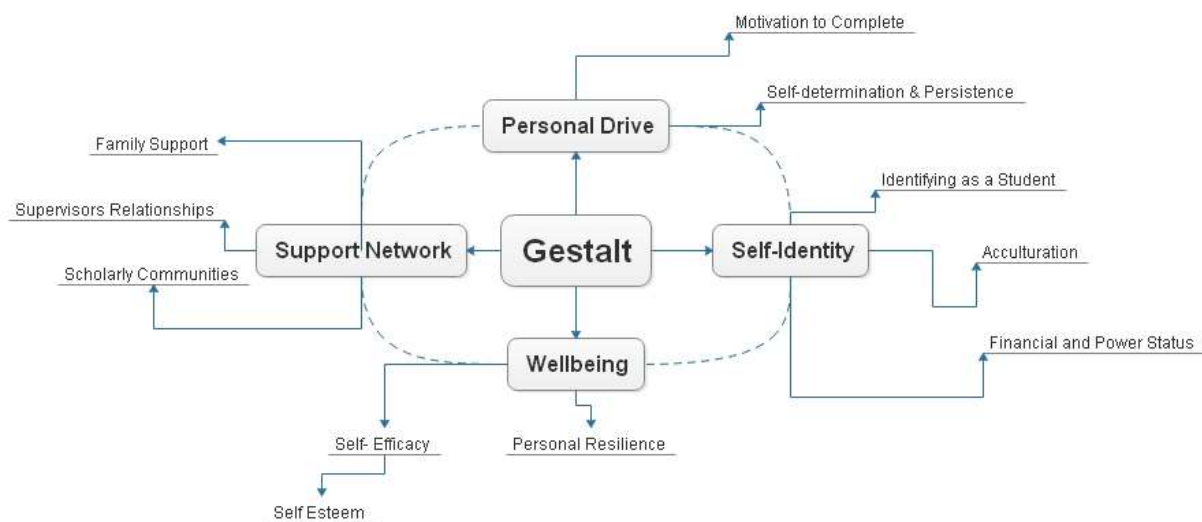 Motivation to Complete
Self-determination & Persistence
Personal Drive
Family Support
Identifying as a Student
Supervisors Relationships
Support Network
Gestalt
Self-Identity
Acculturation
Scholarly Communities
Financial and Power Status
Wellbeing
Self- Efficacy
Personal Resilience
Self Esteem